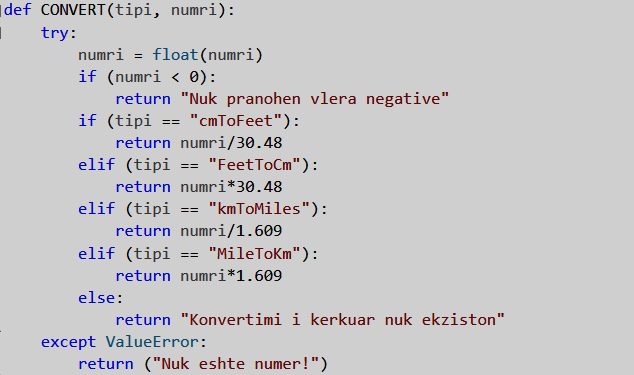 def CONVERT(tipi, numri):
    try:
        numri = float(numri)
        if (numri < 0):
            return "Nuk pranohen vlera negative"
        if (tipi == "cmToFeet"):
            return numri/30.48
        elif (tipi == "FeetToCm"):
            return numri*30.48
        elif (tipi == "kmToMiles"):
            return numri/1.609
        elif (tipi == "MileToKm"):
            return numri*1.609
        else:
            return "Konvertimi i kerkuar nuk ekziston"
    except ValueError:
        return ("Nuk eshte numer!")